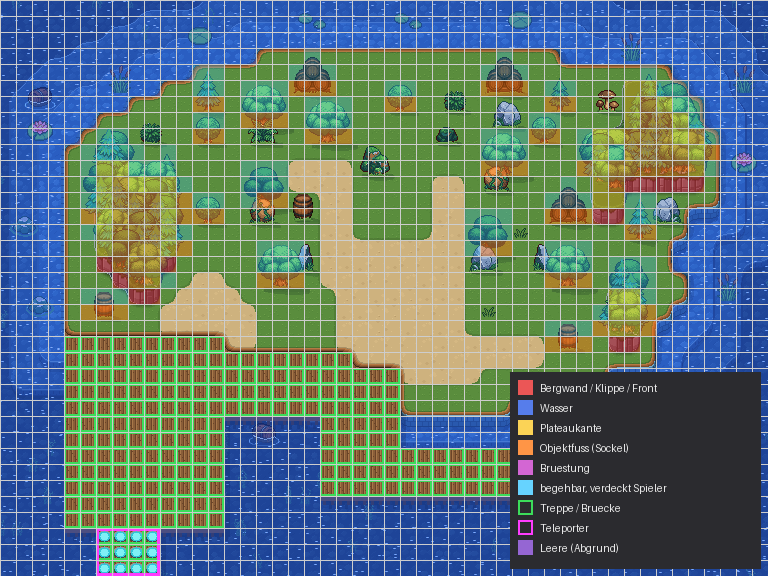 Bergwand / Klippe / Front
Wasser
Plateaukante
Objektfuss (Sockel)
Bruestung
begehbar, verdeckt Spieler
Treppe / Bruecke
Teleporter
Leere (Abgrund)